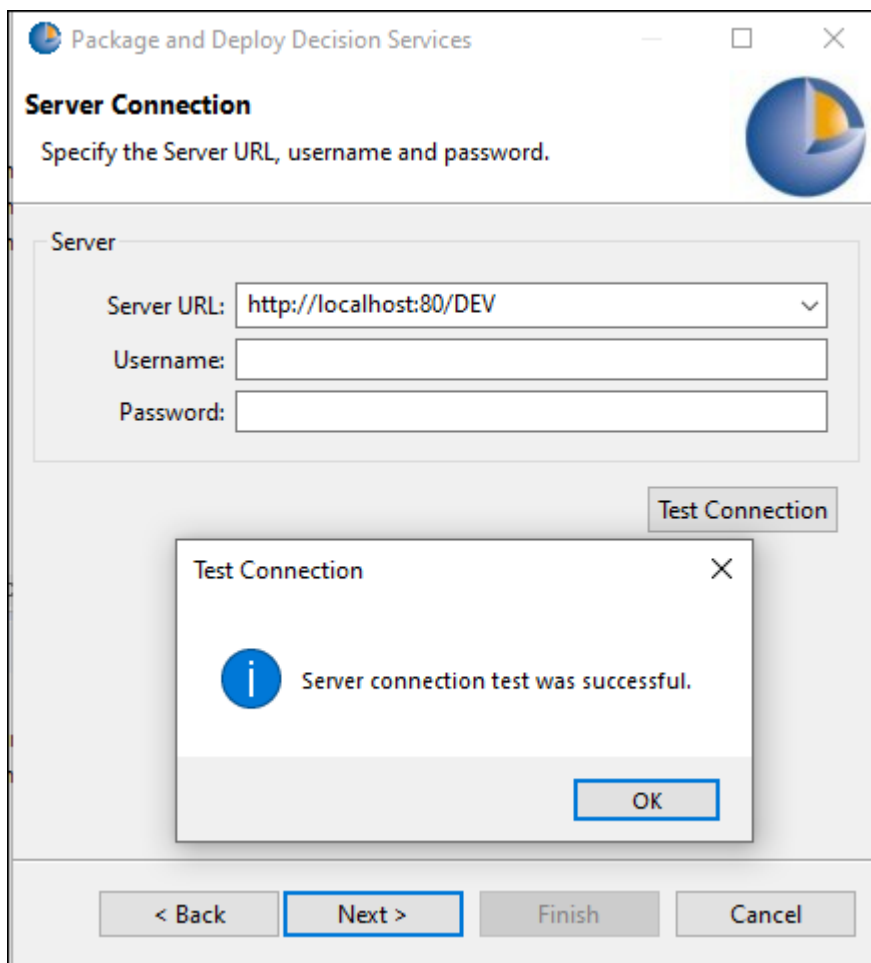 Package and Deploy Decision Services
Server Connection
Specify the Server URL, username and password.
Server
Server URL: http://localhost:80/DEV
Username:
Password:
Test Connection
Test Connection
Server connection test was successful.
OK
< Back Next > Finish Cancel